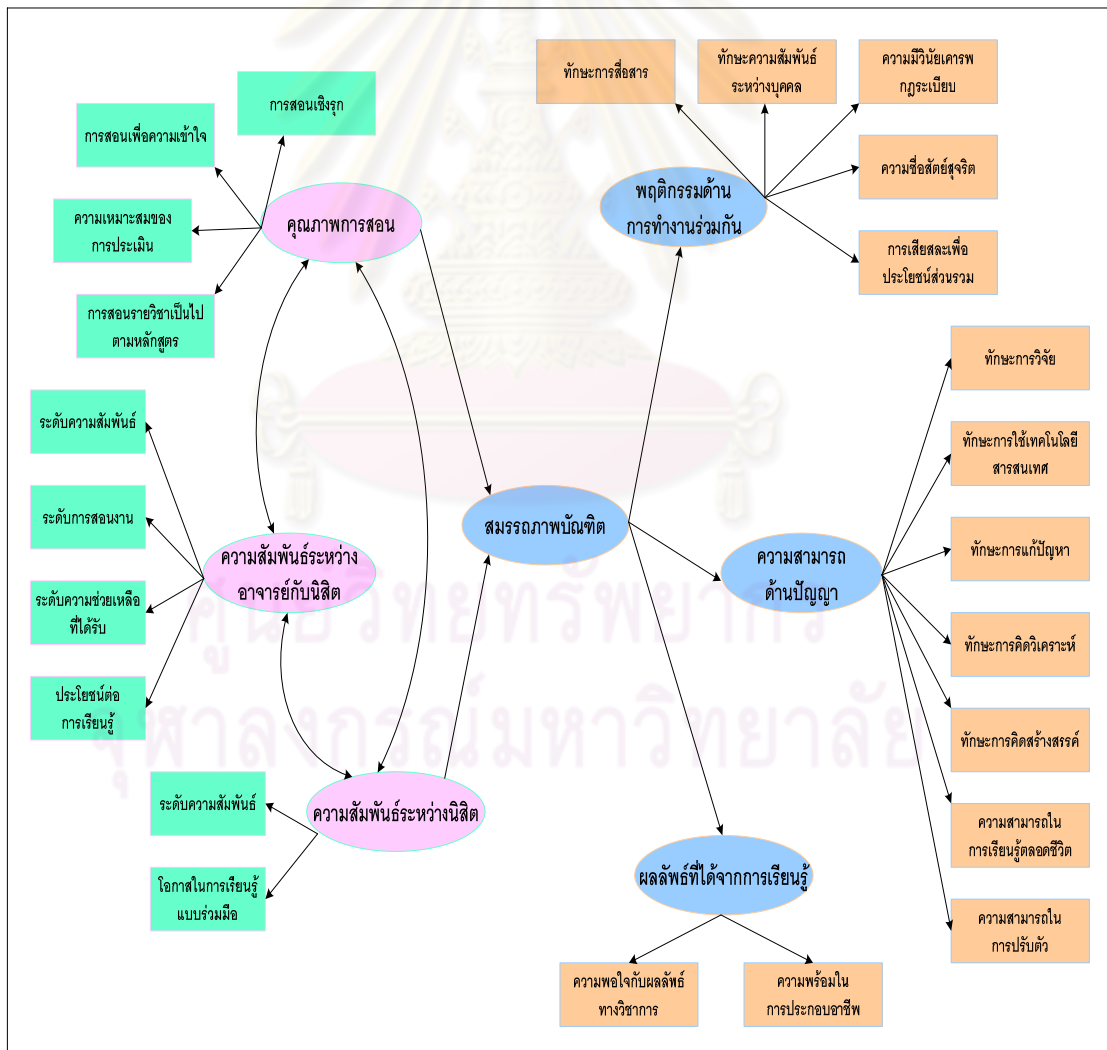 ทักษะการสื่อสาร
ทักษะความสัมพันธ์
ระหว่างบุคคล
ความมีวินัยเคารพ
กฎระเบียบ
การสอนเชิงรุก
การสอนเพื่อความเข้าใจ
ความซื่อสัตย์สุจริต
พฤติกรรมด้าน
การทำงานร่วมกัน
คุณภาพการสอน
ความเหมาะสมของ
การประเมิน
การเสียสละเพื่อ
ประโยชน์ส่วนรวม
การสอนรายวิชาเป็นไป
ตามหลักสูตร
ทักษะการวิจัย
ระดับความสัมพันธ์
ทักษะการใช้เทคโนโลยี
สารสนเทศ
ระดับการสอนงาน
สมรรถภาพบัณฑิต
ทักษะการแก้ปัญหา
ความสัมพันธ์ระหว่าง
อาจารย์กับนิสิต
ความสามารถ
ด้านปัญญา
ระดับความช่วยเหลือ
ที่ได้รับ
ศูนย์วิทยทรัพยากร
ทักษะการคิดวิเคราะห์
ประโยชน์ต่อ
การเรียนรู้
จุฬาลงกรณ์มหาวิทยาลัย
ทักษะการคิดสร้างสรรค์
ระดับความสัมพันธ์
ความสัมพันธ์ระหว่างนิสิต
ความสามารถใน
การเรียนรู้ตลอดชีวิต
โอกาสในการเรียนรู้
แบบร่วมมือ
ผลลัพธ์ที่ได้จากการเรียนรู้
ความสามารถใน
การปรับตัว
ความพอใจกับผลลัพธ์
ทางวิชาการ
ความพร้อมใน
การประกอบอาชีพ